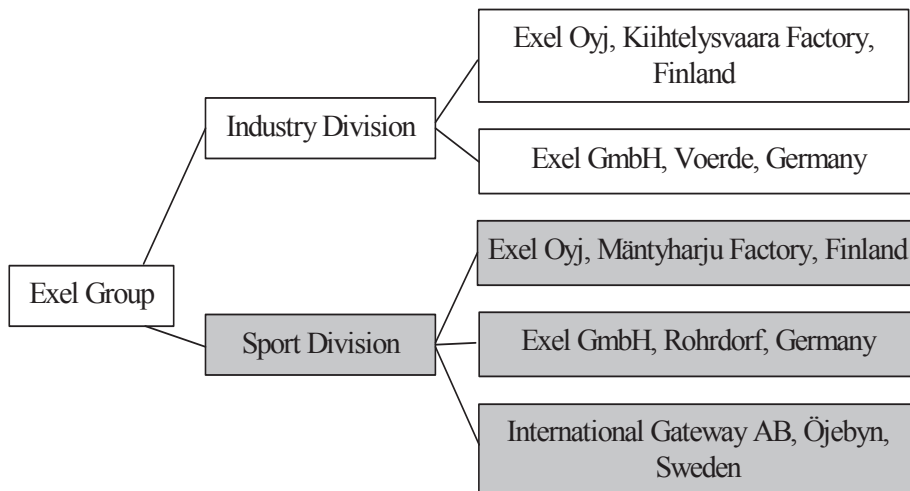 Exel Oyj, Kiihtelysvaara Factory,
Finland
Industry Division
Exel GmbH, Voerde, Germany
Exel Oyj, Mäntyharju Factory, Finland
Exel Group
Sport Division
Exel GmbH, Rohrdorf, Germany
International Gateway AB, Öjebyn,
Sweden